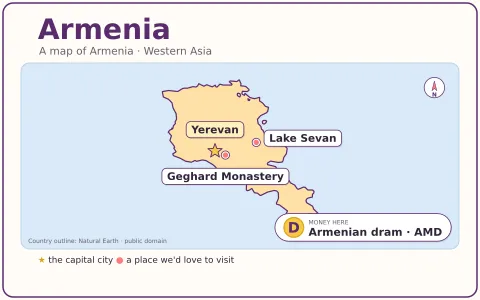 Armenia
A map of Armenia · Western Asia
N
Yerevan
Lake Sevan
Geghard Monastery
D
MONEY HERE
Armenian dram · AMD
Country outline: Natural Earth · public domain
★ the capital city ● a place we'd love to visit